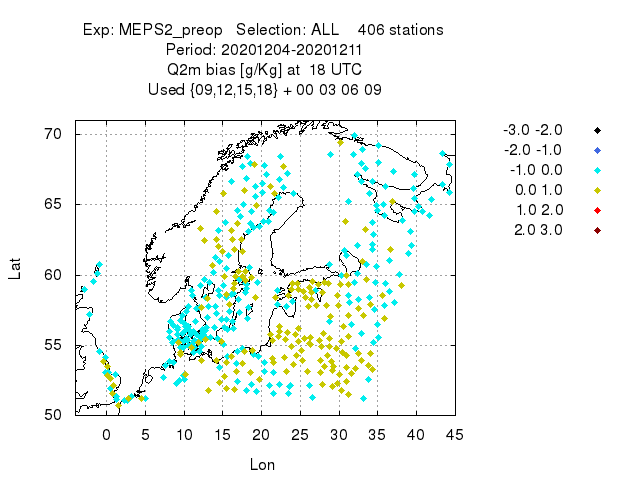 Exp: MEPS2_preop   Selection: ALL    406 stations
Period: 20201204-20201211
Q2m bias [g/Kg] at  18 UTC
Used {09,12,15,18} + 00 03 06 09
70
65
60
55
50
Lat
0 5 10 15 20 25 30 35 40 45
Lon
-3.0 -2.0
-2.0 -1.0
-1.0 0.0
0.0 1.0
1.0 2.0
2.0 3.0